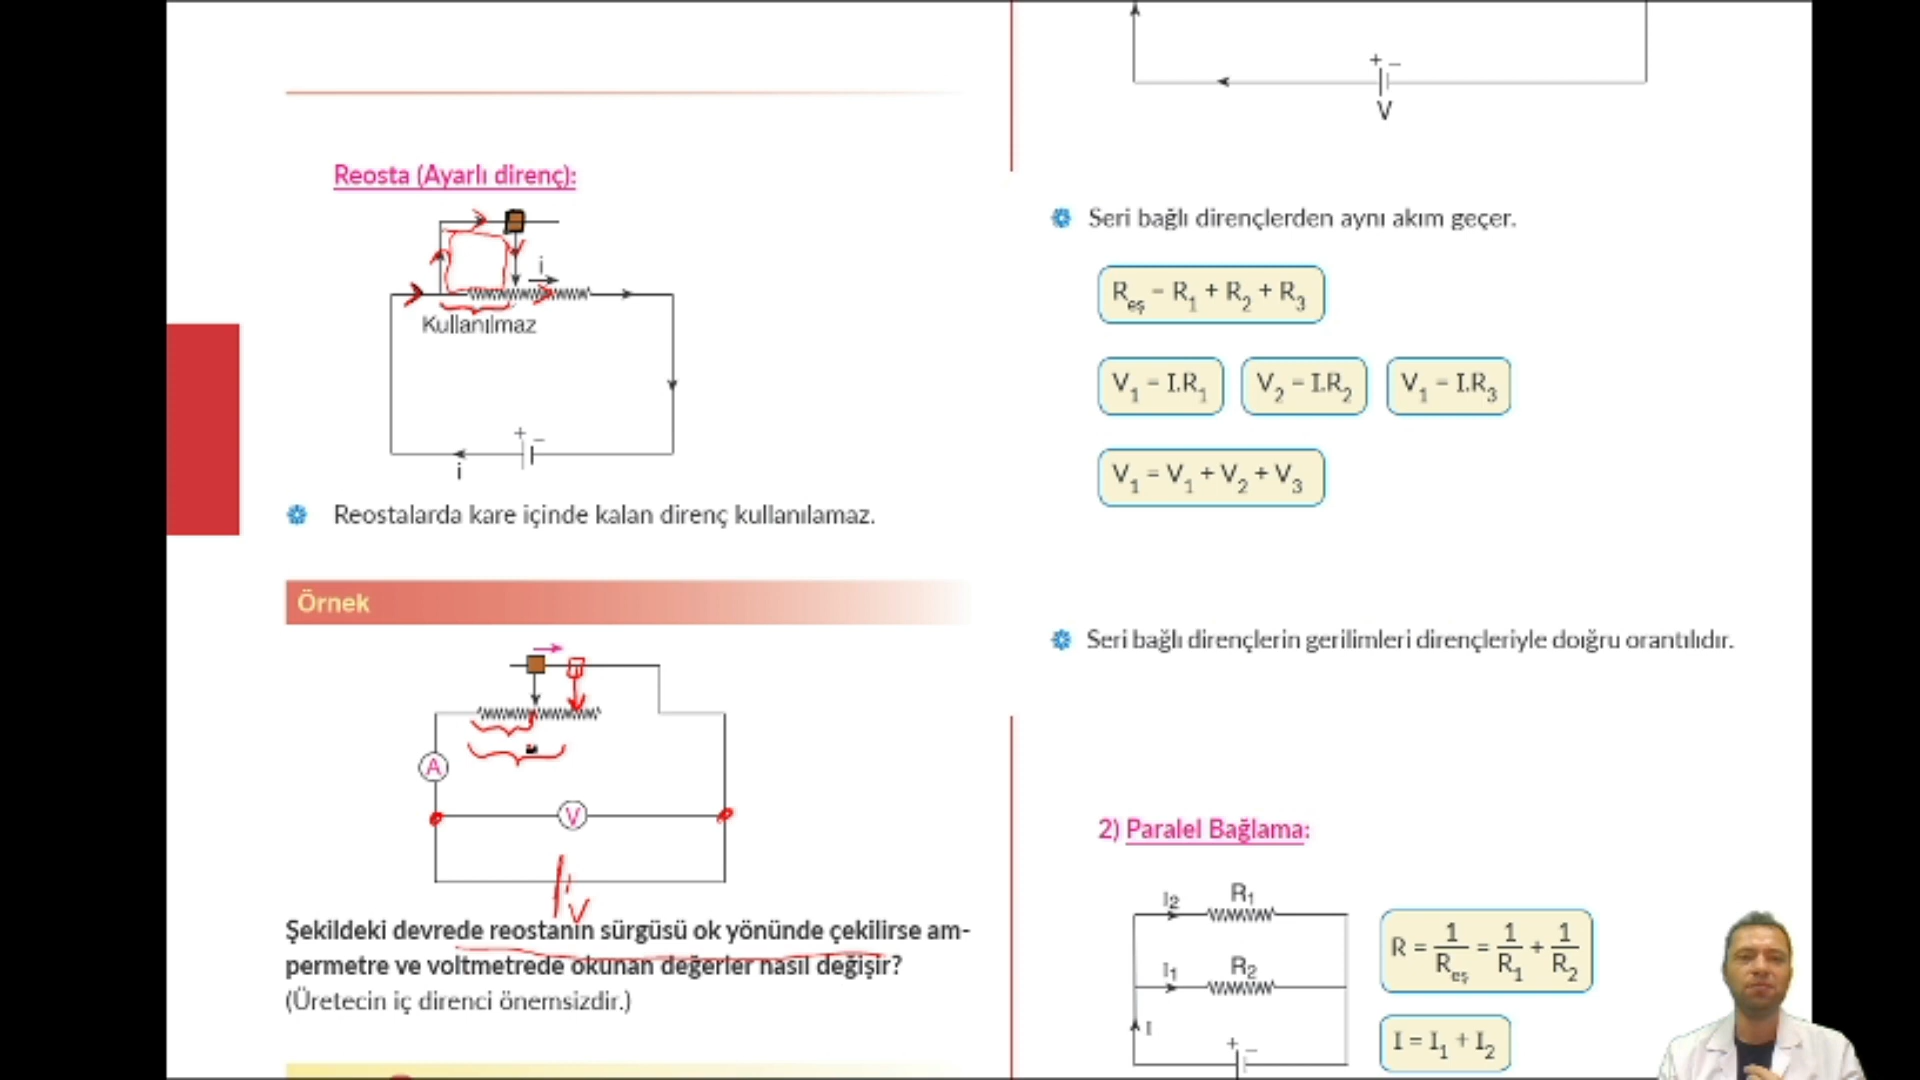 Reosta (Ayarlı direnç):
i
Kullanılmaz
+ −
i
Reostalarda kare içinde kalan direnç kullanılamaz.
Örnek
A
V
V
Şekildeki devrede reostanın sürgüsü ok yönünde çekilirse am-
permetre ve voltmetrede okunan değerler nasıl değişir?
(Üretecin iç direnci önemsizdir.)
+ −
V
Seri bağlı dirençlerden aynı akım geçer.
Reş − R1 + R2 + R3
V1 − I.R1 V2 − I.R2 V1 − I.R3
V1 = V1 + V2 + V3
Seri bağlı dirençlerin gerilimleri dirençleriyle doığru orantılıdır.
2) Paralel Bağlama:
I2 R1
R = 1/Reş = 1/R1 + 1/R2
I1 R2
I
I = I1 + I2
+ −